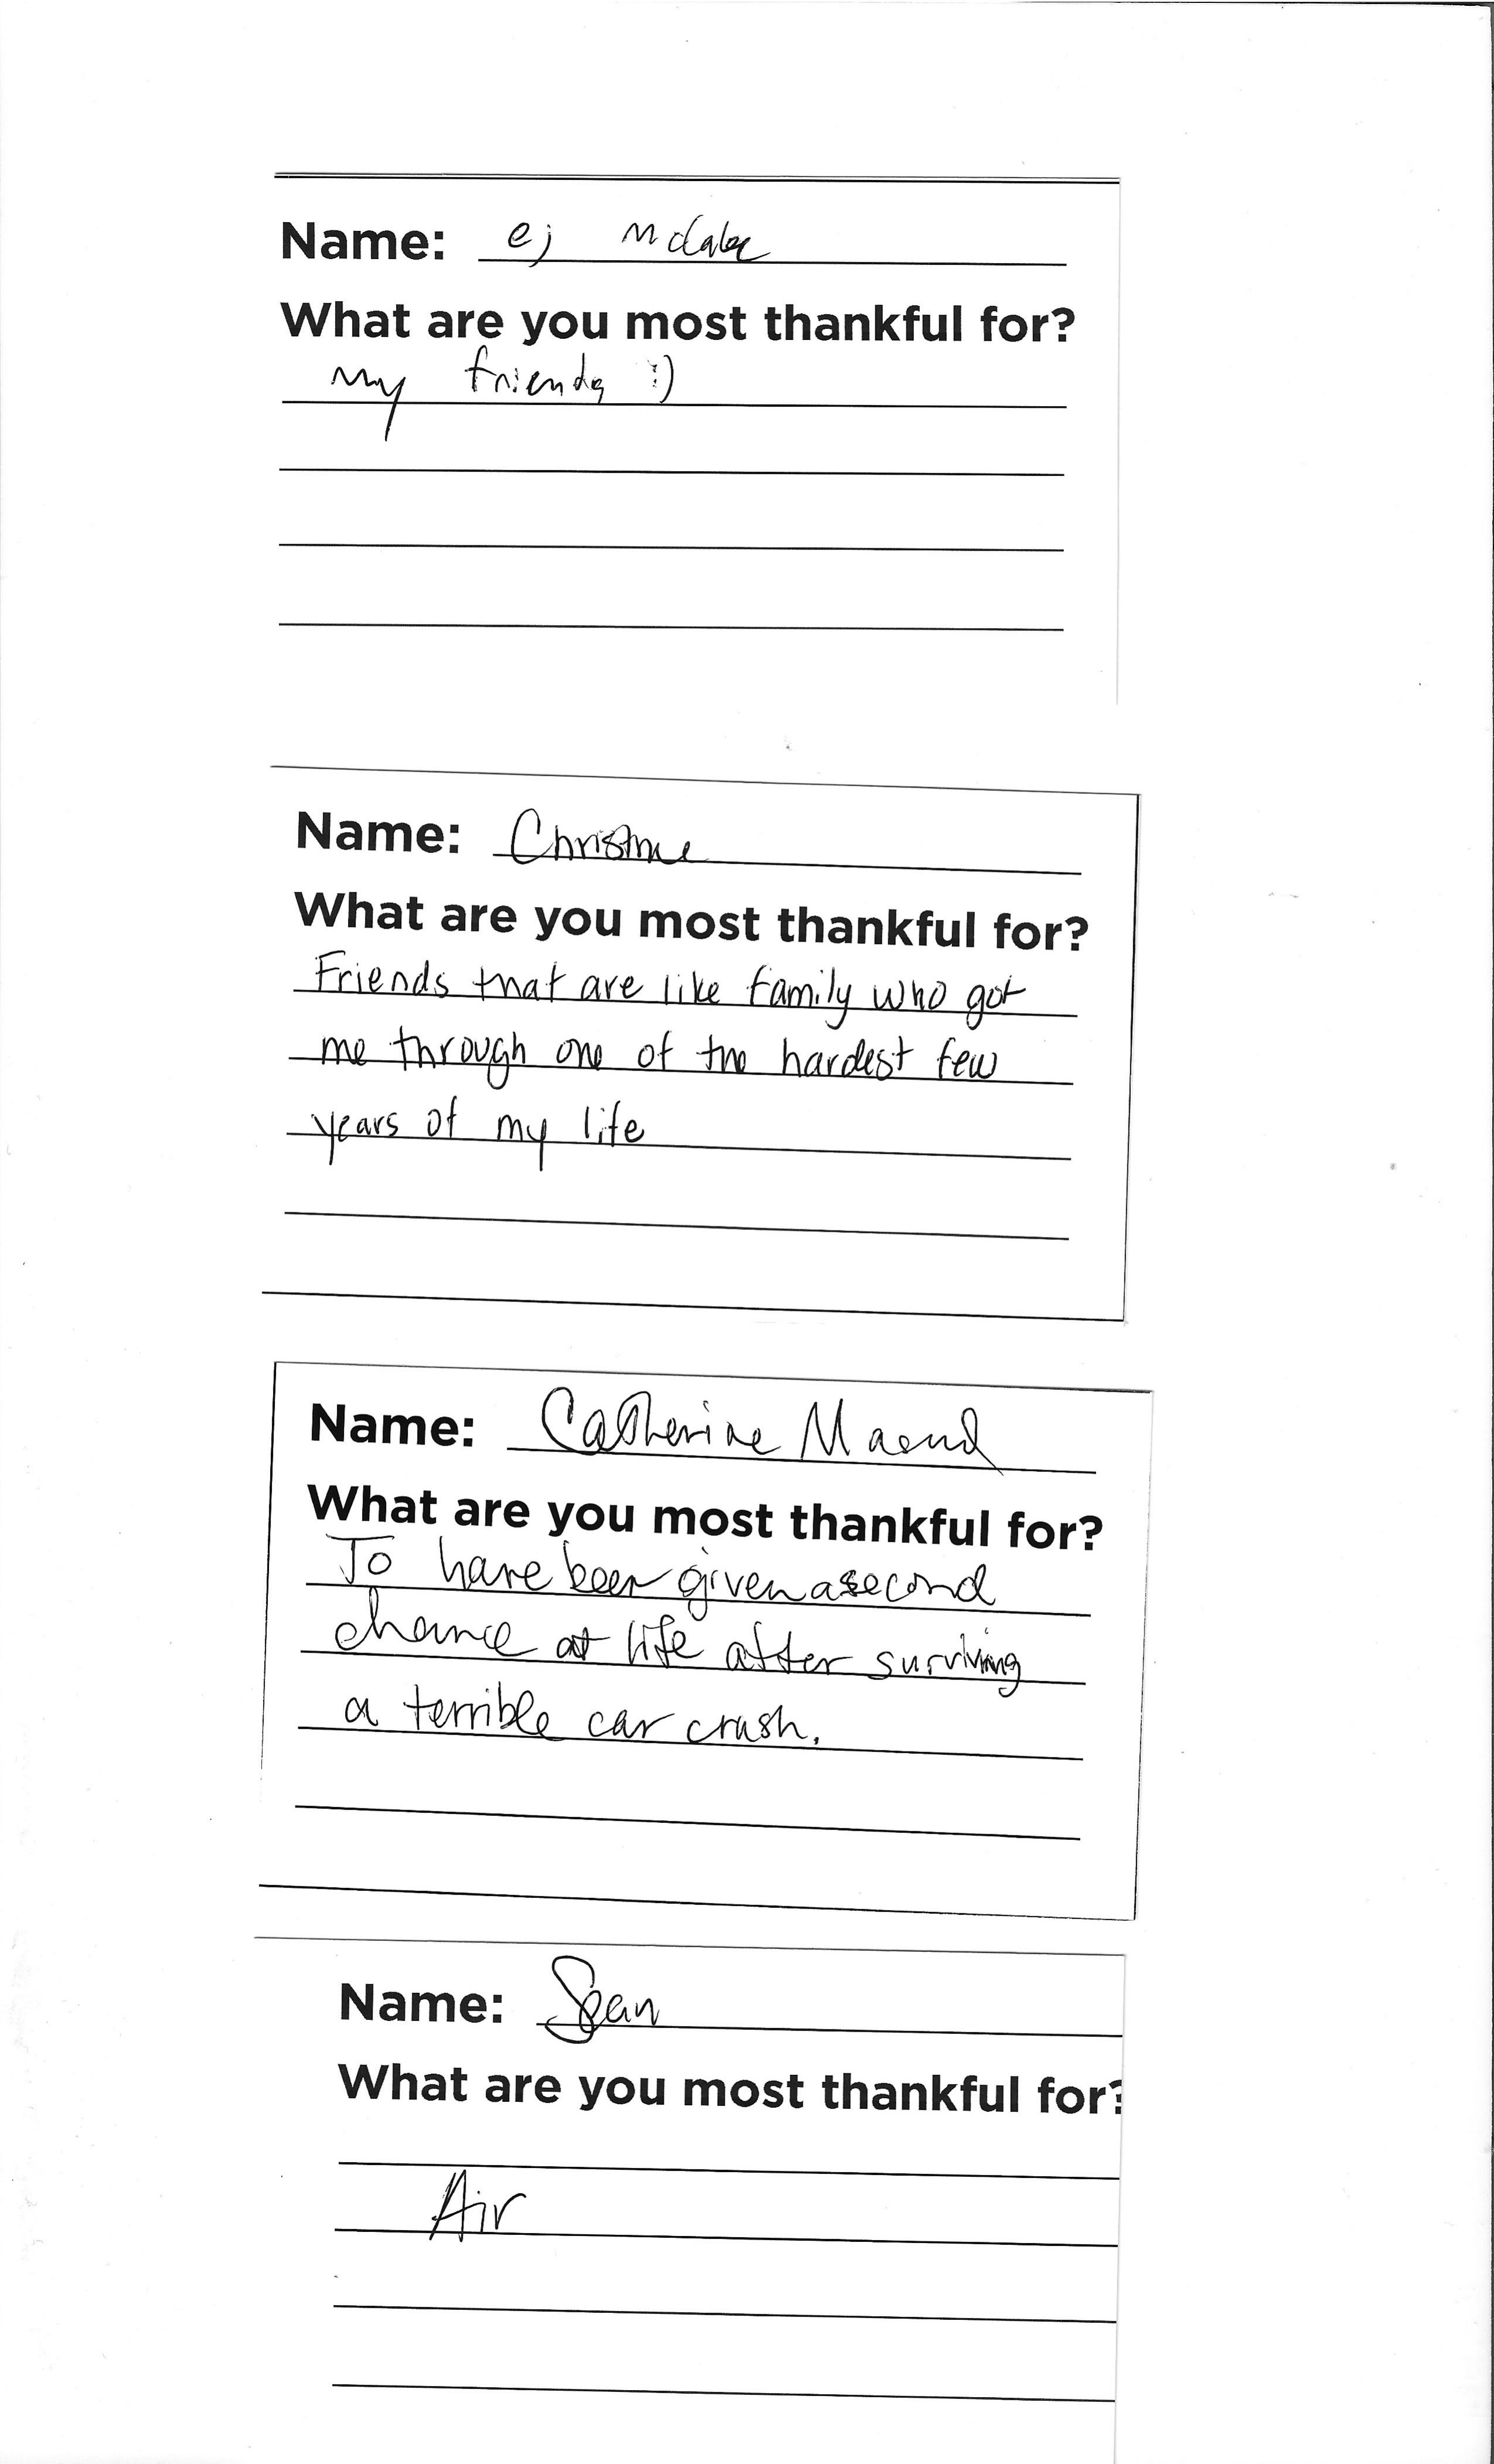 Name: ej mccabe
What are you most thankful for?
my friends :)
Name: Christine
What are you most thankful for?
Friends that are like family who got
me through one of the hardest few
years of my life
Name: Catherine
What are you most thankful for?
To have been given a second
chance at life after surviving
a terrible car crash.
Name: Sean
What are you most thankful for?
Air